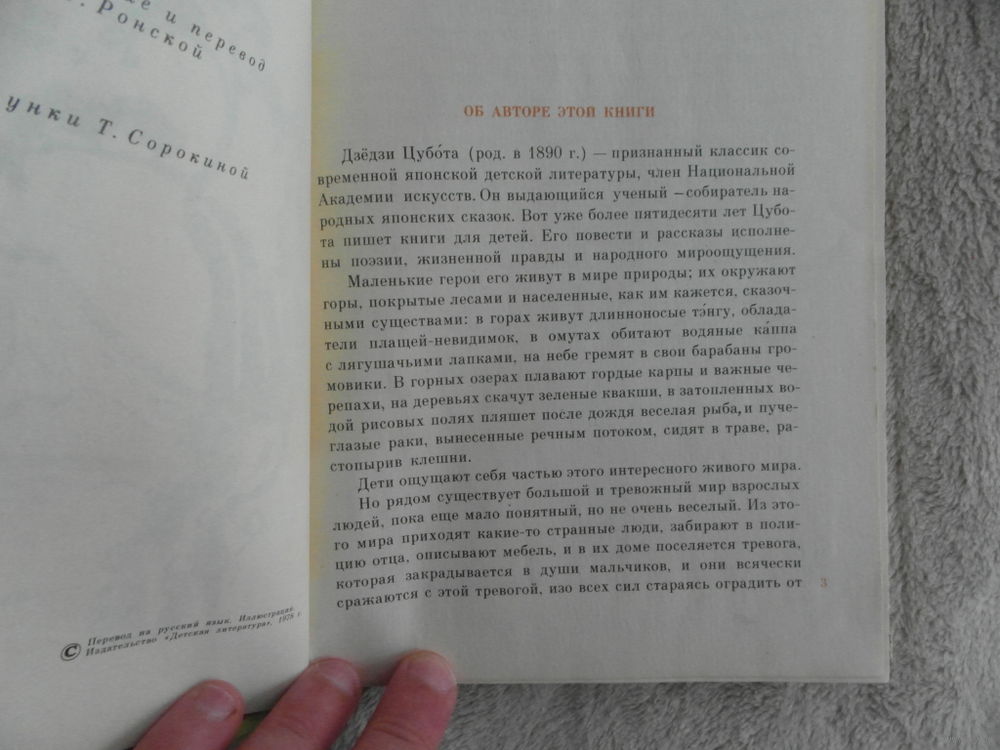 и перевод
Ронской
Т. Сорокиной
© Перевод на русский язык. Иллюстрации.
Издательство «Детская литература», 1978 г.
ОБ АВТОРЕ ЭТОЙ КНИГИ
Дзёдзи Цубо́та (род. в 1890 г.) — признанный классик со-
временной японской детской литературы, член Национальной
Академии искусств. Он выдающийся ученый —собиратель на-
родных японских сказок. Вот уже более пятидесяти лет Цубо-
та пишет книги для детей. Его повести и рассказы исполне-
ны поэзии, жизненной правды и народного мироощущения.
Маленькие герои его живут в мире природы; их окружают
горы, покрытые лесами и населенные, как им кажется, сказоч-
ными существами: в горах живут длинноносые тэ́нгу, облада-
тели плащей-невидимок, в омутах обитают водяные ка́ппа
с лягушачьими лапками, на небе гремят в свои барабаны гро-
мовики. В горных озерах плавают гордые карпы и важные че-
репахи, на деревьях скачут зеленые квакши, в затопленных во-
дой рисовых полях пляшет после дождя веселая рыба, и пуче-
глазые раки, вынесенные речным потоком, сидят в траве, ра-
стопырив клешни.
Дети ощущают себя частью этого интересного живого мира.
Но рядом существует большой и тревожный мир взрослых
людей, пока еще мало понятный, но не очень веселый. Из это-
го мира приходят какие-то странные люди, забирают в поли-
цию отца, описывают мебель, и в их доме поселяется тревога,
которая закрадывается в души мальчиков, и они всячески
сражаются с этой тревогой, изо всех сил стараясь оградить от
3